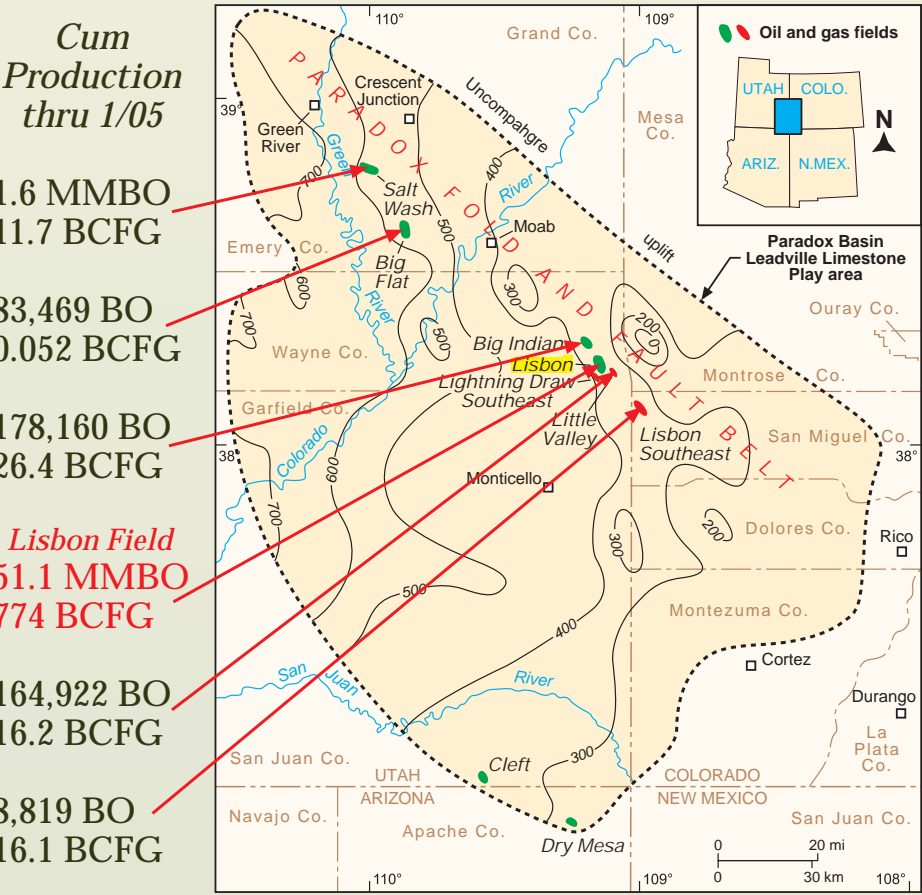 Cum
Production
thru 1/05
1.6 MMBO
11.7 BCFG
83,469 BO
0.052 BCFG
178,160 BO
26.4 BCFG
Lisbon Field
51.1 MMBO
774 BCFG
164,922 BO
16.2 BCFG
8,819 BO
16.1 BCFG
110°
109°
Grand Co.
Oil and gas fields
UTAH
COLO.
ARIZ.
N.MEX.
N
PARADOX FOLD AND FAULT BELT
Crescent
Junction
Uncompahgre
uplift
39°
Green
River
Mesa
Co.
Green
River
700
400
River
Salt
Wash
500
Moab
Emery Co.
Big
Flat
Paradox Basin
Leadville Limestone
Play area
600
300
Ouray Co.
700
500
200
Wayne Co.
Big Indian
Lisbon
Lightning Draw
Southeast
Montrose Co.
Garfield Co.
Little
Valley
Lisbon
Southeast
San Miguel Co.
38°
38°
Colorado
600
Monticello
700
200
Dolores Co.
300
Rico
500
Montezuma Co.
400
Cortez
San Juan
River
Durango
La
Plata
Co.
300
San Juan Co.
Cleft
UTAH
COLORADO
ARIZONA
NEW MEXICO
Navajo Co.
Apache Co.
San Juan Co.
Dry Mesa
0
20 mi
0
30 km
110°
109°
108°